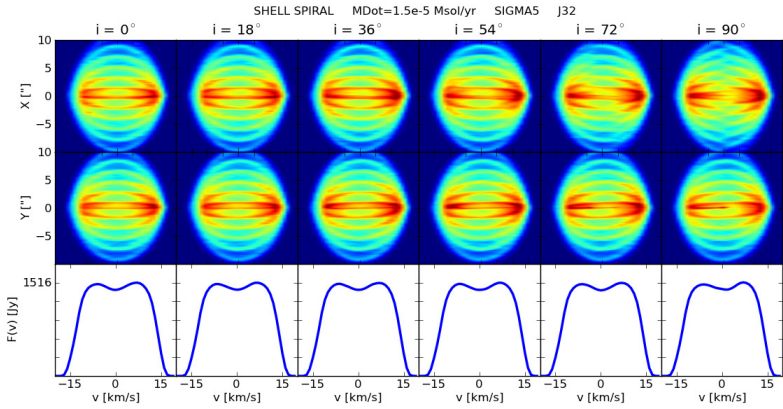 SHELL SPIRAL MDot=1.5e-5 Msol/yr SIGMA5 J32
i = 0° i = 18° i = 36° i = 54° i = 72° i = 90°
10
5
X ["]
0
−5
10
5
Y ["]
0
−5
1516
F(v) [Jy]
−15 0 15 −15 0 15 −15 0 15 −15 0 15 −15 0 15 −15 0 15
v [km/s] v [km/s] v [km/s] v [km/s] v [km/s] v [km/s]